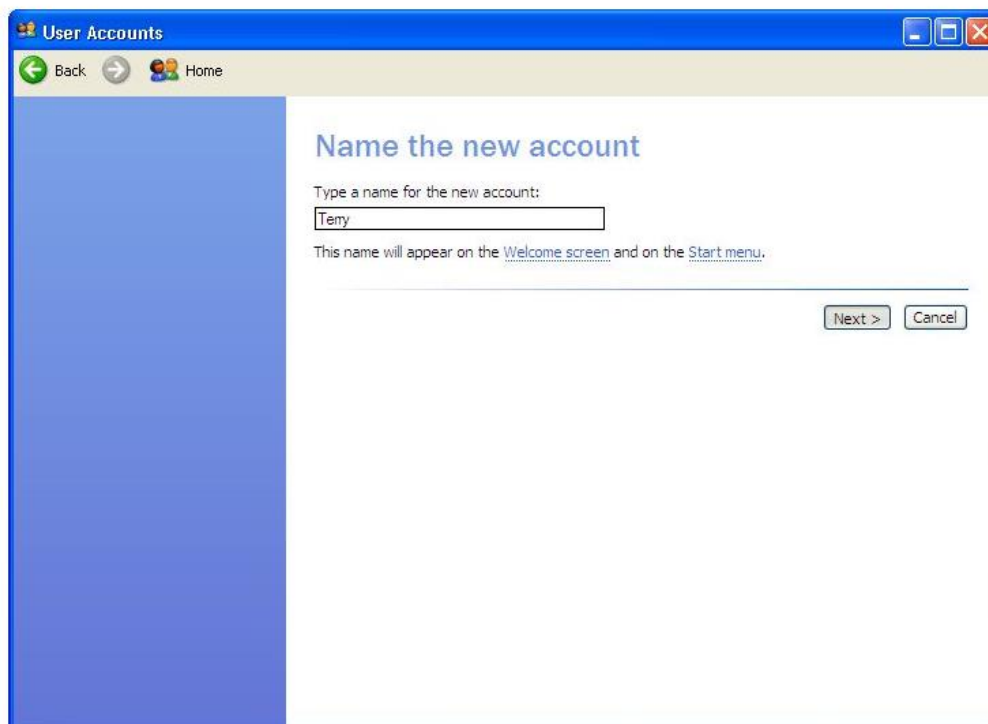 User Accounts
Back Home
Name the new account
Type a name for the new account:
Terry
This name will appear on the Welcome screen and on the Start menu.
Next > Cancel